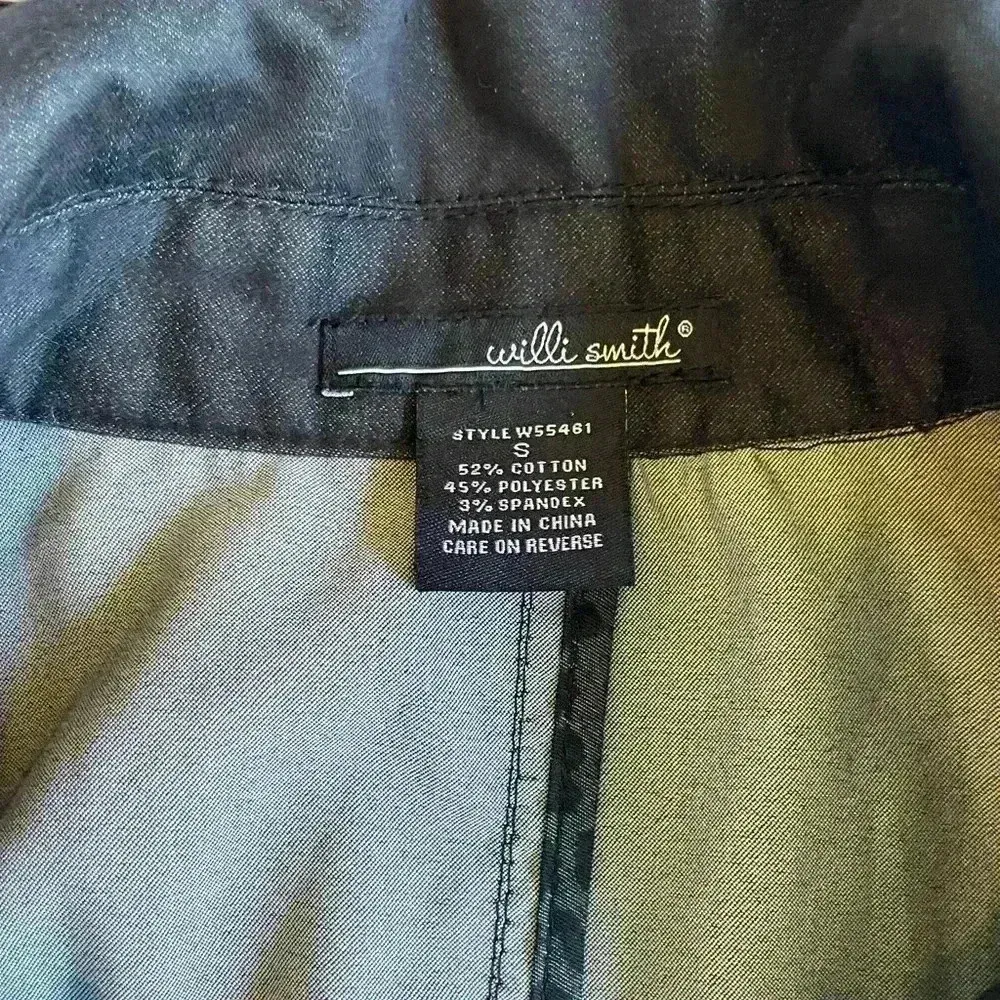 willi smith®
STYLE W55461
S
52% COTTON
45% POLYESTER
3% SPANDEX
MADE IN CHINA
CARE ON REVERSE